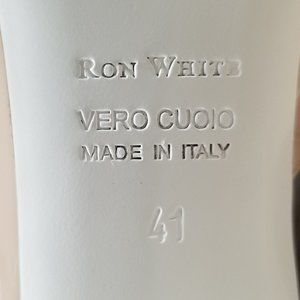 RON WHITE
VERO CUOIO
MADE IN ITALY
41